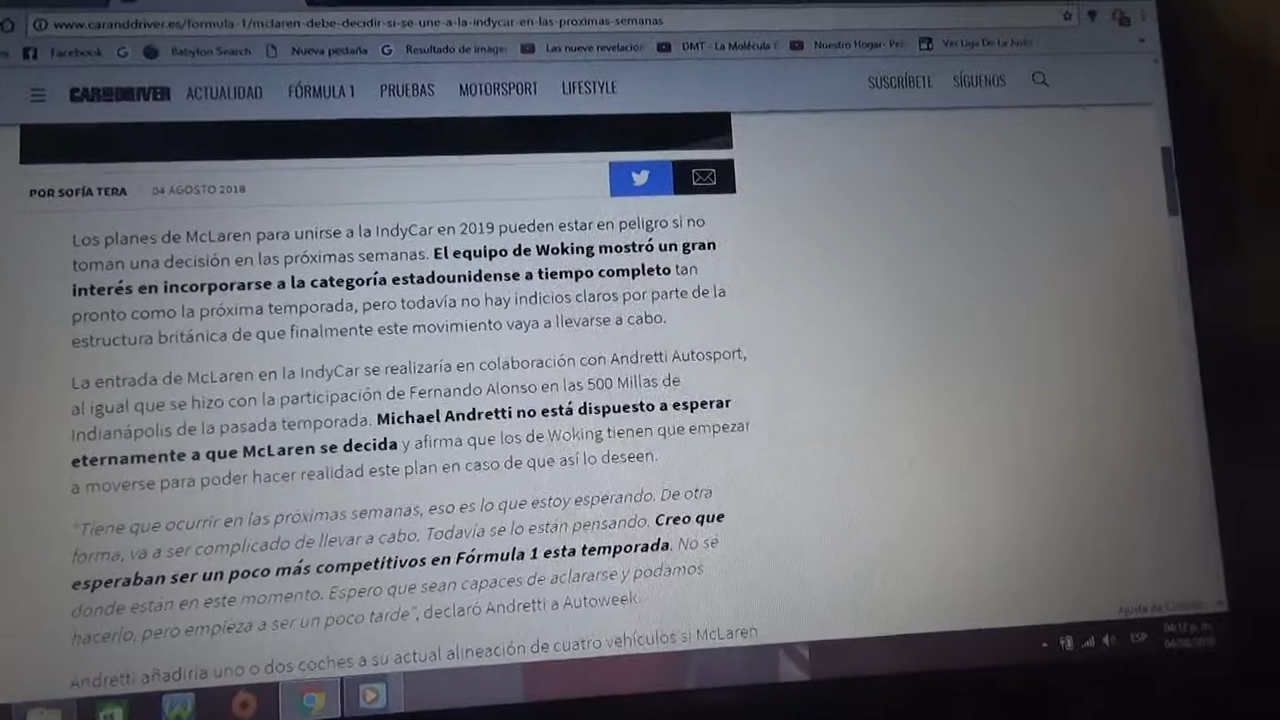 www.caranddriver.es/formula-1/mclaren-debe-decidir-si-se-une-a-la-indycar-en-las-proximas-semanas
Facebook Babylon Search Nueva pestaña Resultado de image Las nueve revelacion DMT - La Molécula Nuestro Hogar- Pe Ver Liga De La Justi
CAR AND DRIVER ACTUALIDAD FÓRMULA 1 PRUEBAS MOTORSPORT LIFESTYLE SUSCRÍBETE SÍGUENOS
POR SOFÍA TERA 04 AGOSTO 2018
Los planes de McLaren para unirse a la IndyCar en 2019 pueden estar en peligro si no
toman una decisión en las próximas semanas. El equipo de Woking mostró un gran
interés en incorporarse a la categoría estadounidense a tiempo completo tan
pronto como la próxima temporada, pero todavía no hay indicios claros por parte de la
estructura británica de que finalmente este movimiento vaya a llevarse a cabo.
La entrada de McLaren en la IndyCar se realizaría en colaboración con Andretti Autosport,
al igual que se hizo con la participación de Fernando Alonso en las 500 Millas de
Indianápolis de la pasada temporada. Michael Andretti no está dispuesto a esperar
eternamente a que McLaren se decida y afirma que los de Woking tienen que empezar
a moverse para poder hacer realidad este plan en caso de que así lo deseen.
"Tiene que ocurrir en las próximas semanas, eso es lo que estoy esperando. De otra
forma, va a ser complicado de llevar a cabo. Todavía se lo están pensando. Creo que
esperaban ser un poco más competitivos en Fórmula 1 esta temporada. No sé
dónde están en este momento. Espero que sean capaces de aclararse y podamos
hacerlo, pero empieza a ser un poco tarde", declaró Andretti a Autoweek.
Andretti añadiría uno o dos coches a su actual alineación de cuatro vehículos si McLaren
ESP